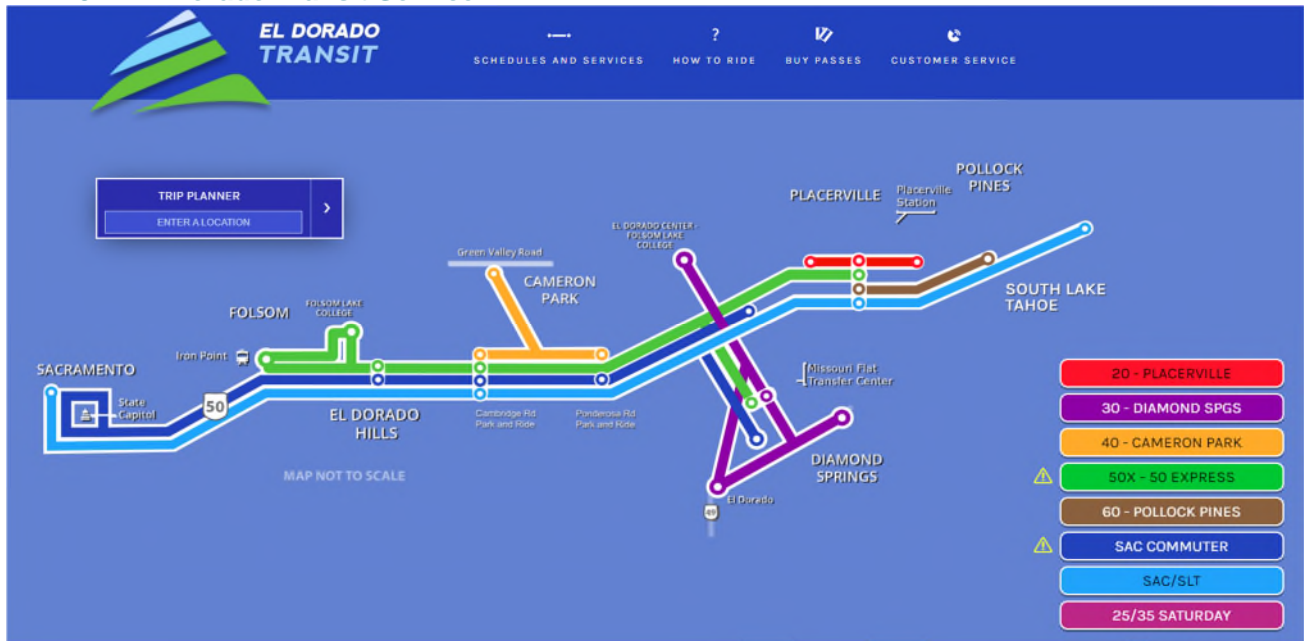 EL DORADO
TRANSIT
SCHEDULES AND SERVICES
?
HOW TO RIDE
BUY PASSES
CUSTOMER SERVICE
TRIP PLANNER
ENTER A LOCATION
>
POLLOCK
PINES
PLACERVILLE
Placerville
Station
EL DORADO CENTER -
FOLSOM LAKE
COLLEGE
Green Valley Road
CAMERON
PARK
SOUTH LAKE
TAHOE
FOLSOM
FOLSOM LAKE
COLLEGE
Iron Point
SACRAMENTO
State
Capitol
50
EL DORADO
HILLS
Cambridge Rd
Park and Ride
Ponderosa Rd
Park and Ride
Missouri Flat
Transfer Center
DIAMOND
SPRINGS
MAP NOT TO SCALE
El Dorado
49
20 - PLACERVILLE
30 - DIAMOND SPGS
40 - CAMERON PARK
50X - 50 EXPRESS
60 - POLLOCK PINES
SAC COMMUTER
SAC/SLT
25/35 SATURDAY